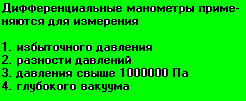 Дифференциальные манометры приме-
няются для измерения
1. избыточного давления
2. разности давлений
3. давления свыше 1000000 Па
4. глубокого вакуума